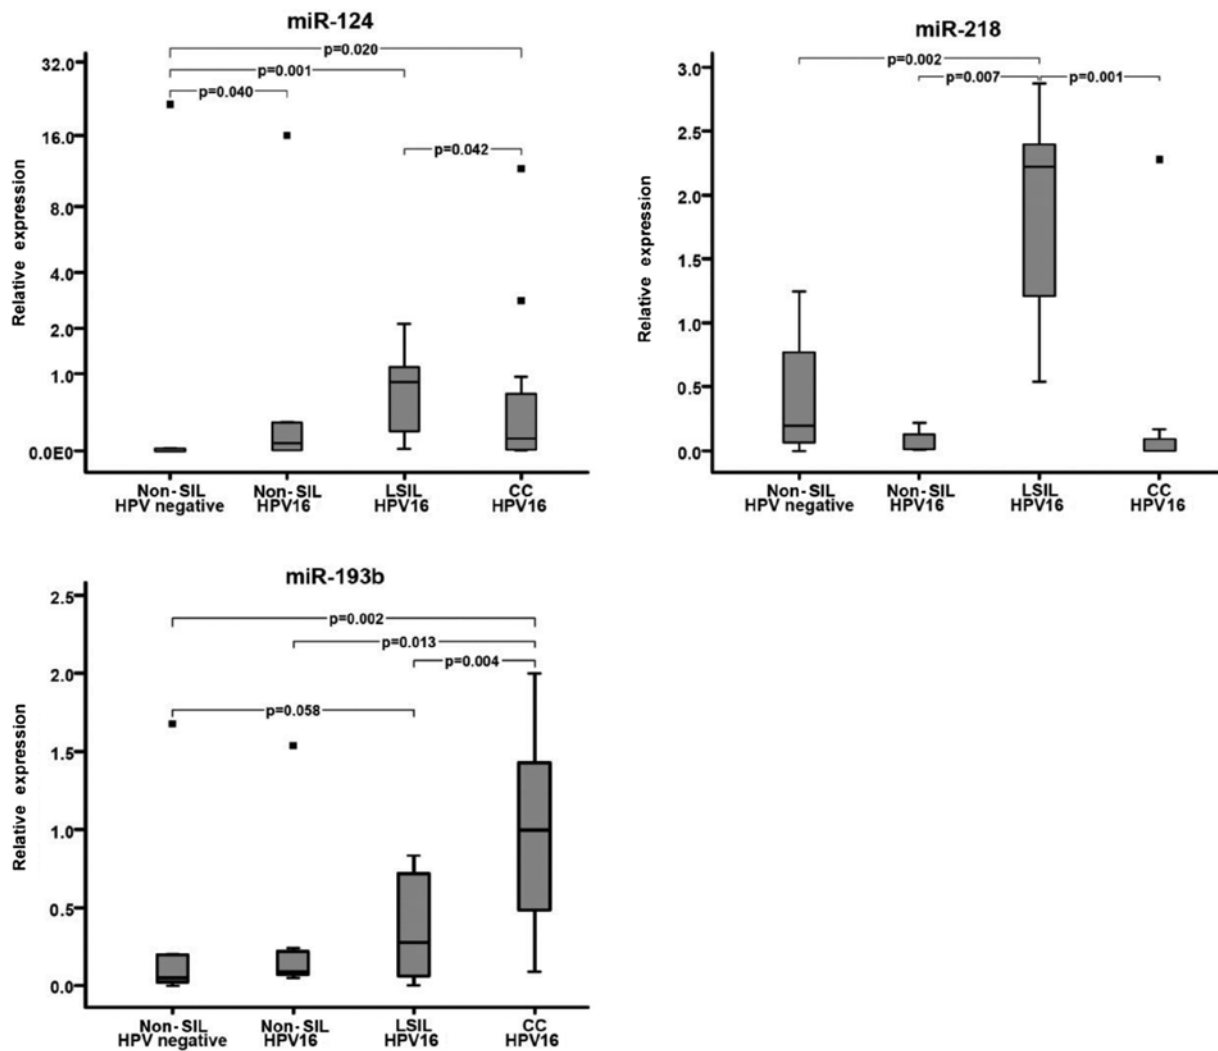 miR-124
p=0.020
p=0.001
p=0.040
p=0.042
32.0
16.0
8.0
4.0
2.0
1.0
0.0E0
Relative expression
Non-SIL
HPV negative
Non-SIL
HPV16
LSIL
HPV16
CC
HPV16
miR-218
p=0.002
p=0.007
p=0.001
3.0
2.5
2.0
1.5
1.0
0.5
0.0
Relative expression
Non-SIL
HPV negative
Non-SIL
HPV16
LSIL
HPV16
CC
HPV16
miR-193b
p=0.002
p=0.013
p=0.004
p=0.058
2.5
2.0
1.5
1.0
0.5
0.0
Relative expression
Non-SIL
HPV negative
Non-SIL
HPV16
LSIL
HPV16
CC
HPV16